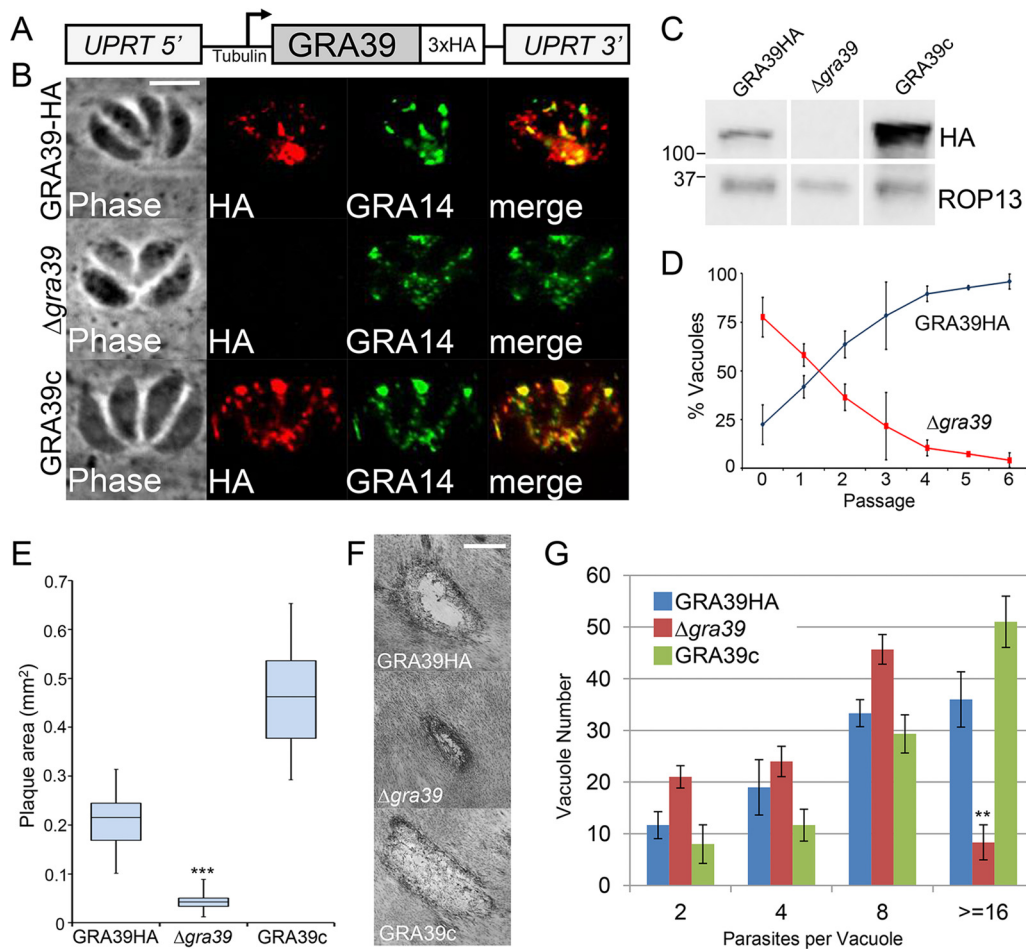 A
UPRT 5’
Tubulin
GRA39
3xHA
UPRT 3’
B
GRA39-HA
Phase
HA
GRA14
merge
Δgra39
Phase
HA
GRA14
merge
GRA39c
Phase
HA
GRA14
merge
C
GRA39HA
Δgra39
GRA39c
100
HA
37
ROP13
D
% Vacuoles
100
75
50
25
0
GRA39HA
Δgra39
0 1 2 3 4 5 6
Passage
E
Plaque area (mm²)
0.7
0.6
0.5
0.4
0.3
0.2
0.1
0
***
GRA39HA Δgra39 GRA39c
F
GRA39HA
Δgra39
GRA39c
G
Vacuole Number
60
50
40
30
20
10
0
GRA39HA
Δgra39
GRA39c
**
2 4 8 >=16
Parasites per Vacuole